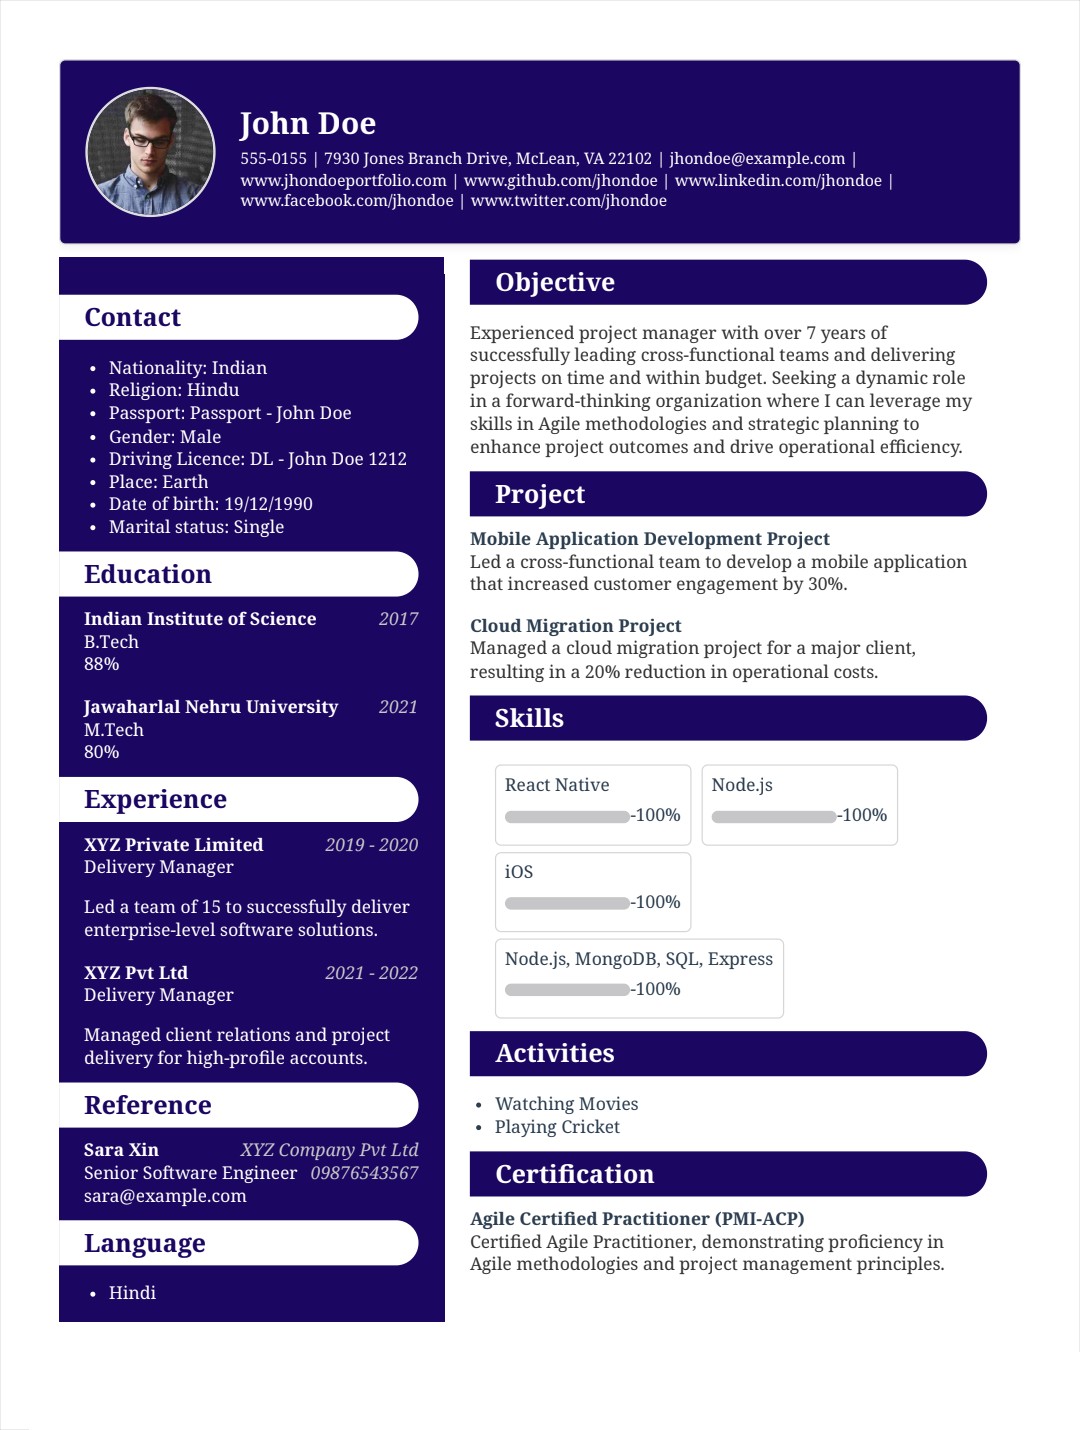 John Doe
555-0155 | 7930 Jones Branch Drive, McLean, VA 22102 | jhondoe@example.com |
www.jhondoeportfolio.com | www.github.com/jhondoe | www.linkedin.com/jhondoe |
www.facebook.com/jhondoe | www.twitter.com/jhondoe
Contact
• Nationality: Indian
• Religion: Hindu
• Passport: Passport - John Doe
• Gender: Male
• Driving Licence: DL - John Doe 1212
• Place: Earth
• Date of birth: 19/12/1990
• Marital status: Single
Education
Indian Institute of Science 2017
B.Tech
88%
Jawaharlal Nehru University 2021
M.Tech
80%
Experience
XYZ Private Limited 2019 - 2020
Delivery Manager
Led a team of 15 to successfully deliver
enterprise-level software solutions.
XYZ Pvt Ltd 2021 - 2022
Delivery Manager
Managed client relations and project
delivery for high-profile accounts.
Reference
Sara Xin XYZ Company Pvt Ltd
Senior Software Engineer 09876543567
sara@example.com
Language
• Hindi
Objective
Experienced project manager with over 7 years of
successfully leading cross-functional teams and delivering
projects on time and within budget. Seeking a dynamic role
in a forward-thinking organization where I can leverage my
skills in Agile methodologies and strategic planning to
enhance project outcomes and drive operational efficiency.
Project
Mobile Application Development Project
Led a cross-functional team to develop a mobile application
that increased customer engagement by 30%.
Cloud Migration Project
Managed a cloud migration project for a major client,
resulting in a 20% reduction in operational costs.
Skills
React Native
-100%
Node.js
-100%
iOS
-100%
Node.js, MongoDB, SQL, Express
-100%
Activities
• Watching Movies
• Playing Cricket
Certification
Agile Certified Practitioner (PMI-ACP)
Certified Agile Practitioner, demonstrating proficiency in
Agile methodologies and project management principles.